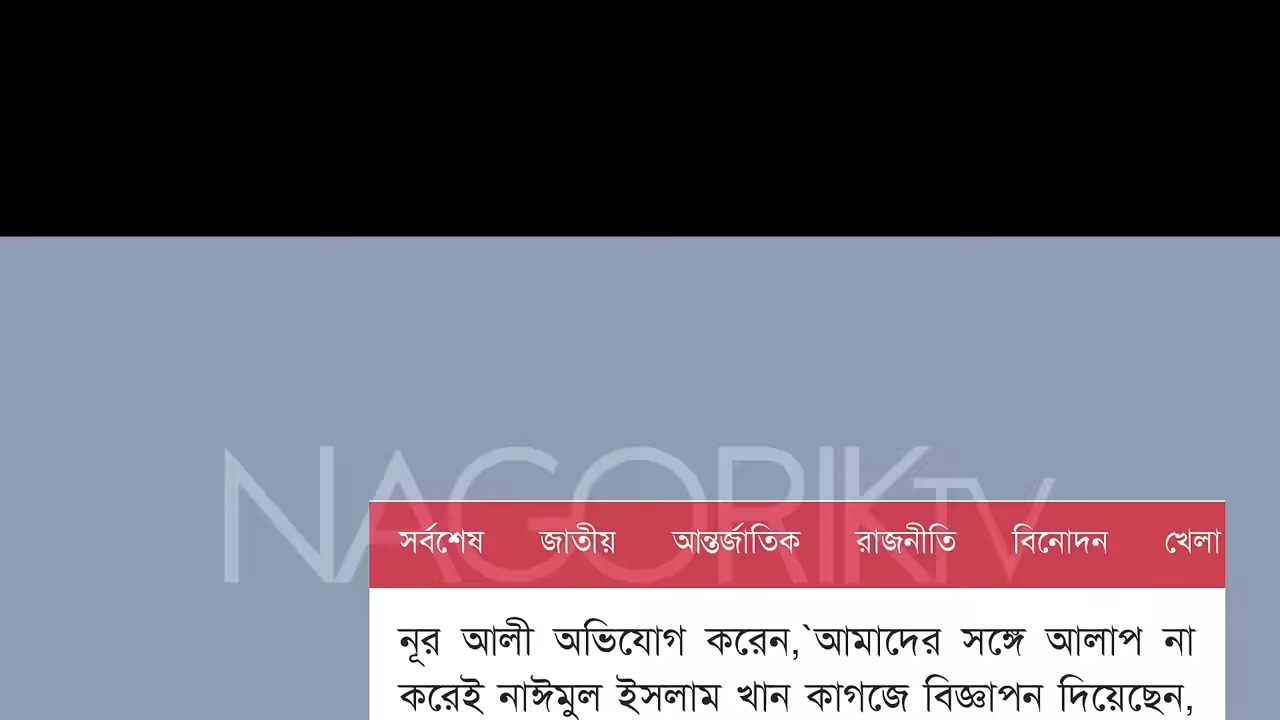 NAGORIK TV
সর্বশেষ জাতীয় আন্তর্জাতিক রাজনীতি বিনোদন খেলা
নূর আলী অভিযোগ করেন,`আমাদের সঙ্গে আলাপ না
করেই নাঈমুল ইসলাম খান কাগজে বিজ্ঞাপন দিয়েছেন,